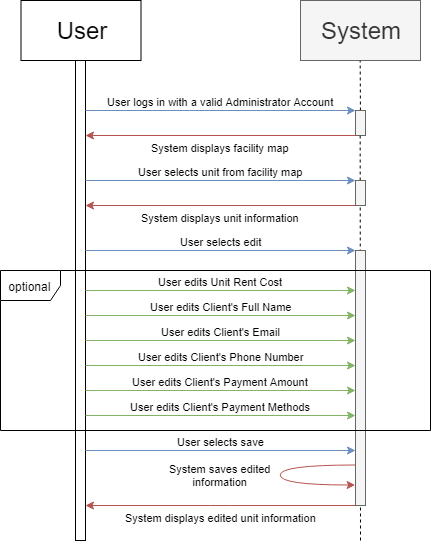 User
System
User logs in with a valid Administrator Account
System displays facility map
User selects unit from facility map
System displays unit information
User selects edit
optional
User edits Unit Rent Cost
User edits Client's Full Name
User edits Client's Email
User edits Client's Phone Number
User edits Client's Payment Amount
User edits Client's Payment Methods
User selects save
System saves edited
information
System displays edited unit information